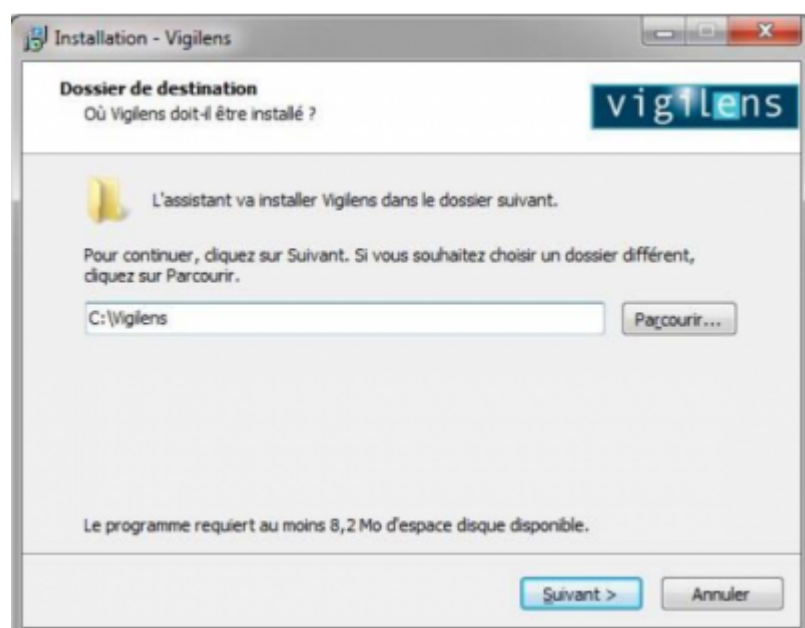 Installation - Vigilens
Dossier de destination
Où Vigilens doit-il être installé ?
vigilens
L'assistant va installer Vigilens dans le dossier suivant.
Pour continuer, cliquez sur Suivant. Si vous souhaitez choisir un dossier différent,
cliquez sur Parcourir.
C:\Vigilens
Parcourir...
Le programme requiert au moins 8,2 Mo d'espace disque disponible.
Suivant >
Annuler